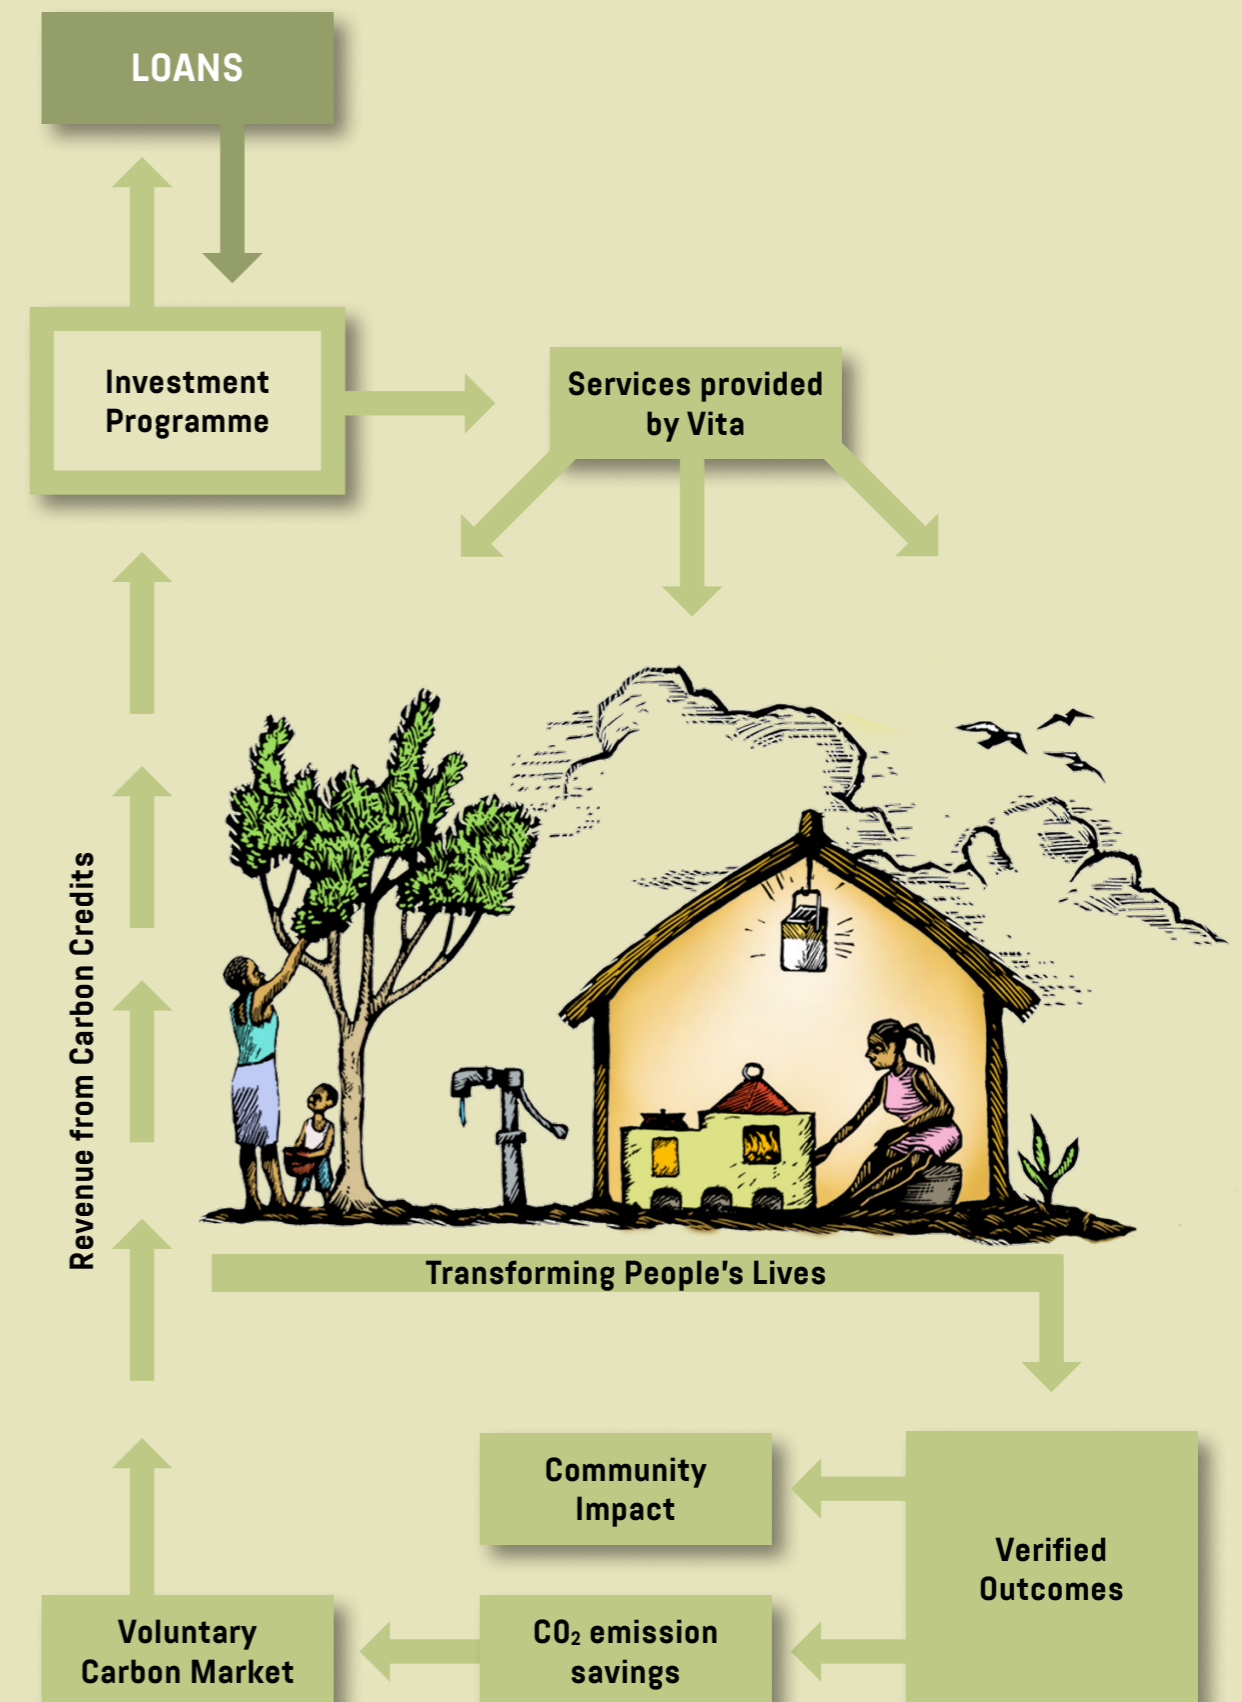 LOANS
Investment
Programme
Services provided
by Vita
Revenue from Carbon Credits
Transforming People's Lives
Community
Impact
Verified
Outcomes
Voluntary
Carbon Market
CO₂ emission
savings